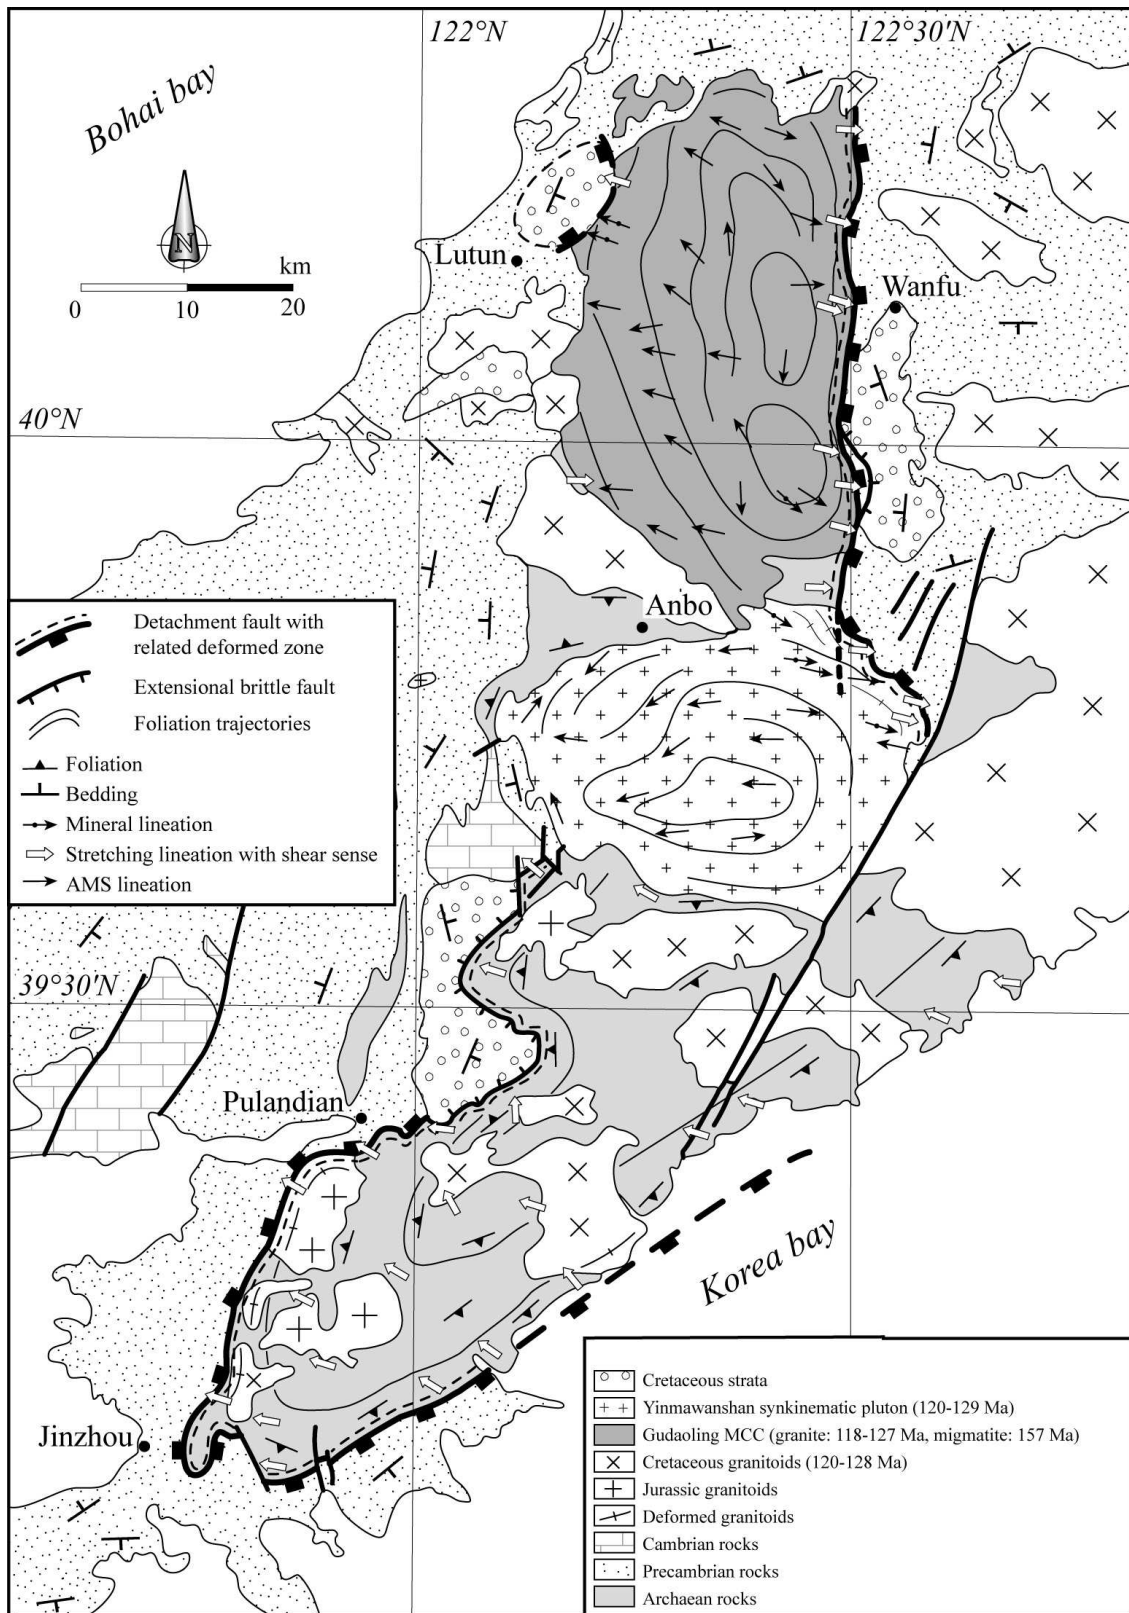 122°N
122°30'N
Bohai bay
N
km
0
10
20
Lutun
Wanfu
40°N
Anbo
Detachment fault with
related deformed zone
Extensional brittle fault
Foliation trajectories
Foliation
Bedding
Mineral lineation
Stretching lineation with shear sense
AMS lineation
39°30'N
Pulandian
Korea bay
Jinzhou
Cretaceous strata
Yinmawanshan synkinematic pluton (120-129 Ma)
Gudaoling MCC (granite: 118-127 Ma, migmatite: 157 Ma)
Cretaceous granitoids (120-128 Ma)
Jurassic granitoids
Deformed granitoids
Cambrian rocks
Precambrian rocks
Archaean rocks